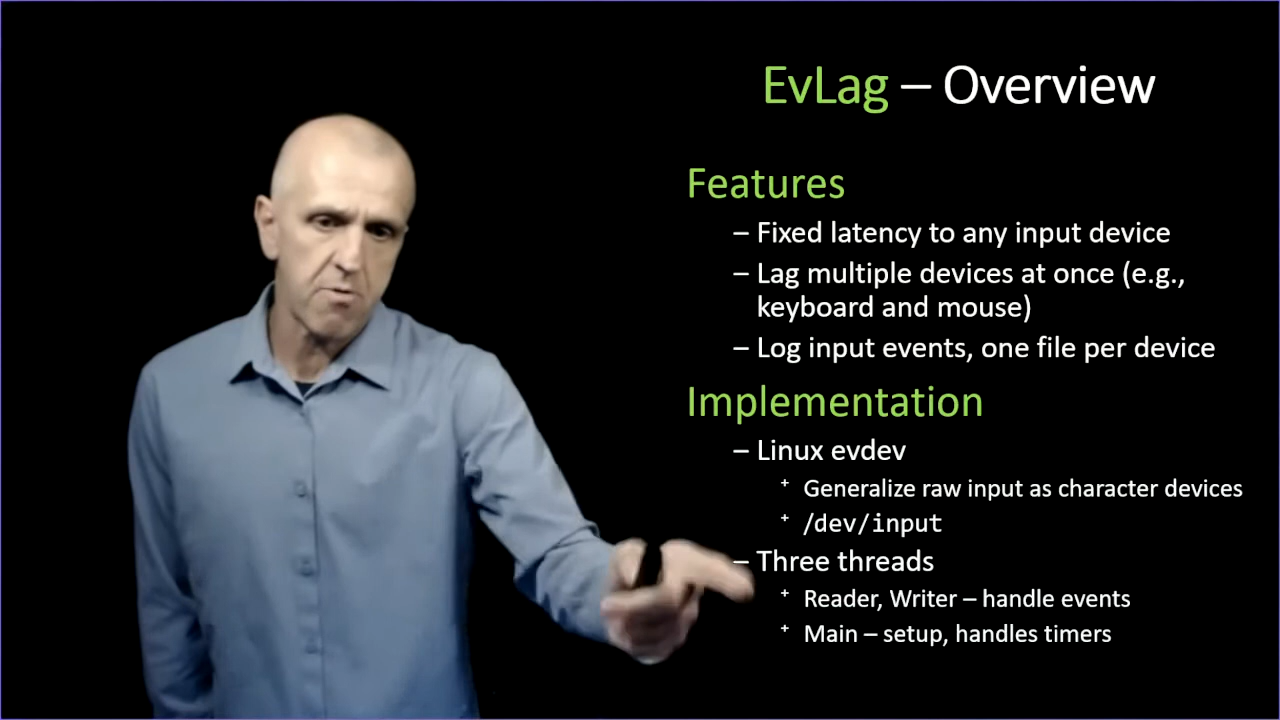 EvLag – Overview
Features
– Fixed latency to any input device
– Lag multiple devices at once (e.g.,
keyboard and mouse)
– Log input events, one file per device
Implementation
– Linux evdev
+ Generalize raw input as character devices
+ /dev/input
– Three threads
+ Reader, Writer – handle events
+ Main – setup, handles timers